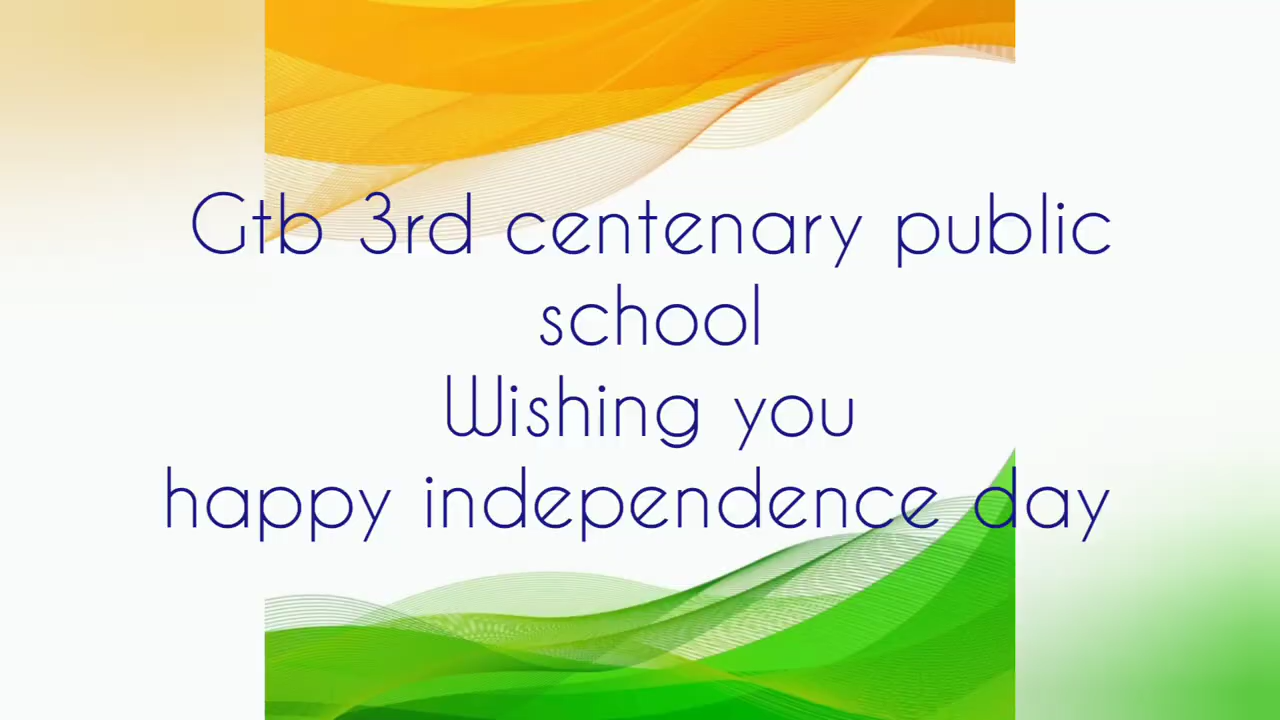 Gtb 3rd centenary public
school
Wishing you
happy independence day